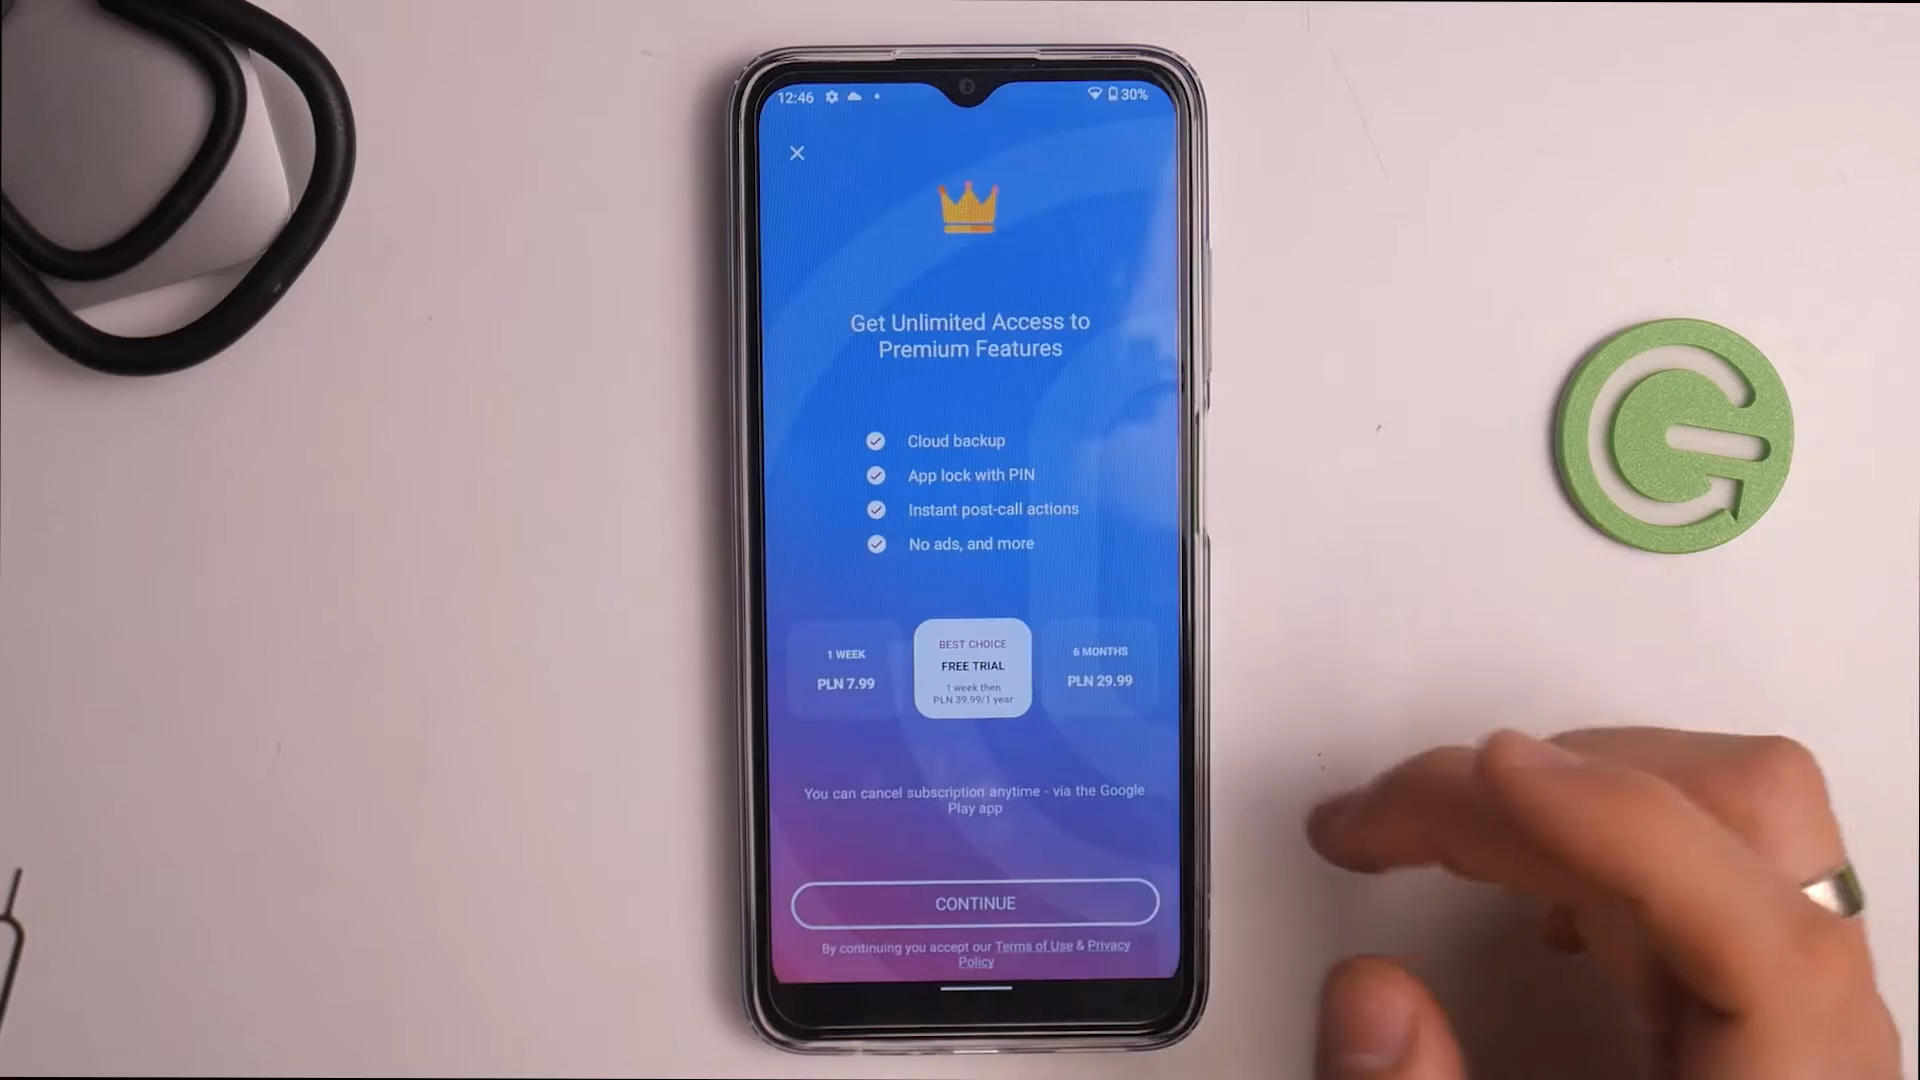 12:46
30%
Get Unlimited Access to
Premium Features
Cloud backup
App lock with PIN
Instant post-call actions
No ads, and more
1 WEEK
PLN 7.99
BEST CHOICE
FREE TRIAL
1 week then
PLN 39.99/1 year
6 MONTHS
PLN 29.99
You can cancel subscription anytime - via the Google
Play app
CONTINUE
By continuing you accept our Terms of Use & Privacy
Policy